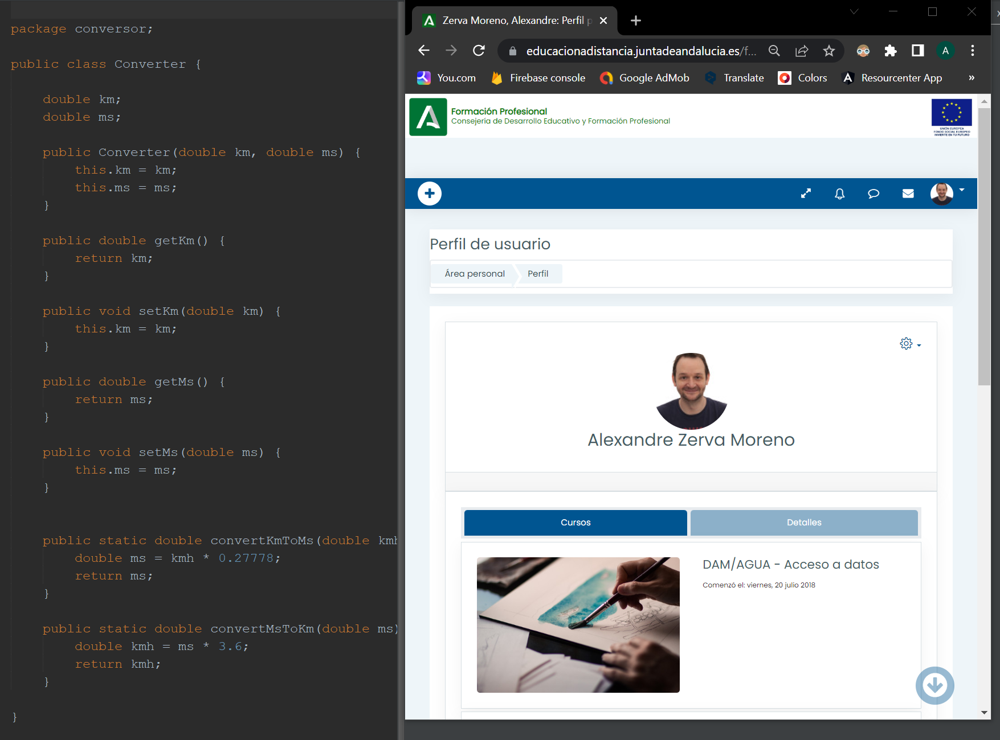 package conversor;
public class Converter {
double km;
double ms;
public Converter(double km, double ms) {
this.km = km;
this.ms = ms;
}
public double getKm() {
return km;
}
public void setKm(double km) {
this.km = km;
}
public double getMs() {
return ms;
}
public void setMs(double ms) {
this.ms = ms;
}
public static double convertKmToMs(double kmh
double ms = kmh * 0.27778;
return ms;
}
public static double convertMsToKm(double ms)
double kmh = ms * 3.6;
return kmh;
}
}
Zerva Moreno, Alexandre: Perfil p
educacionadistancia.juntadeandalucia.es/f...
A
You.com
Firebase console
Google AdMob
Translate
Colors
Resourcenter App
»
Formación Profesional
Consejería de Desarrollo Educativo y Formación Profesional
UNIÓN EUROPEA
FONDO SOCIAL EUROPEO
INVIERTE EN TU FUTURO
Perfil de usuario
Área personal
Perfil
Alexandre Zerva Moreno
Cursos
Detalles
DAM/AGUA - Acceso a datos
Comenzó el: viernes, 20 julio 2018